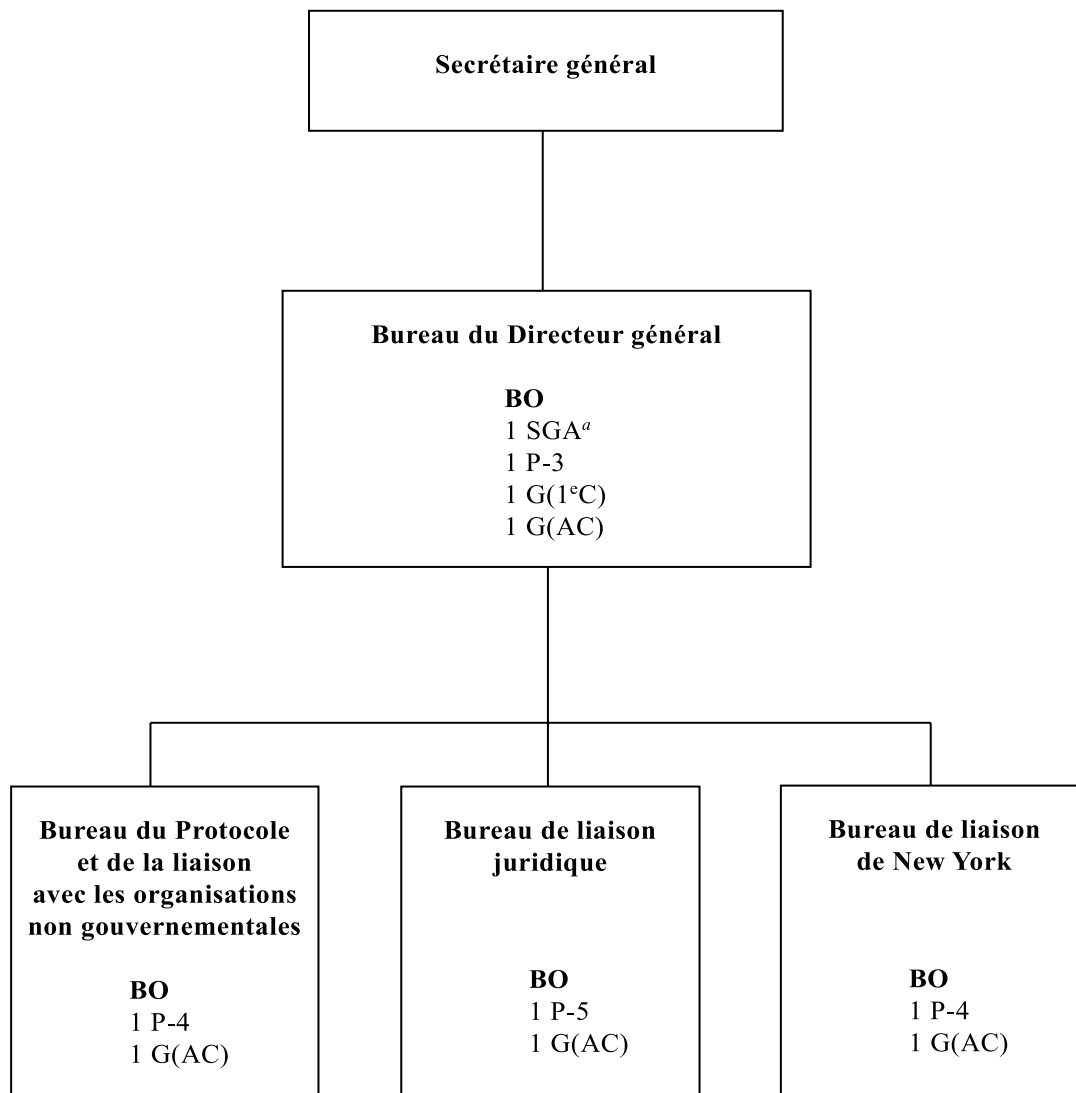 Secrétaire général
Bureau du Directeur général
BO
1 SGAᵃ
1 P-3
1 G(1ᵉC)
1 G(AC)
Bureau du Protocole
et de la liaison
avec les organisations
non gouvernementales
BO
1 P-4
1 G(AC)
Bureau de liaison
juridique
BO
1 P-5
1 G(AC)
Bureau de liaison
de New York
BO
1 P-4
1 G(AC)